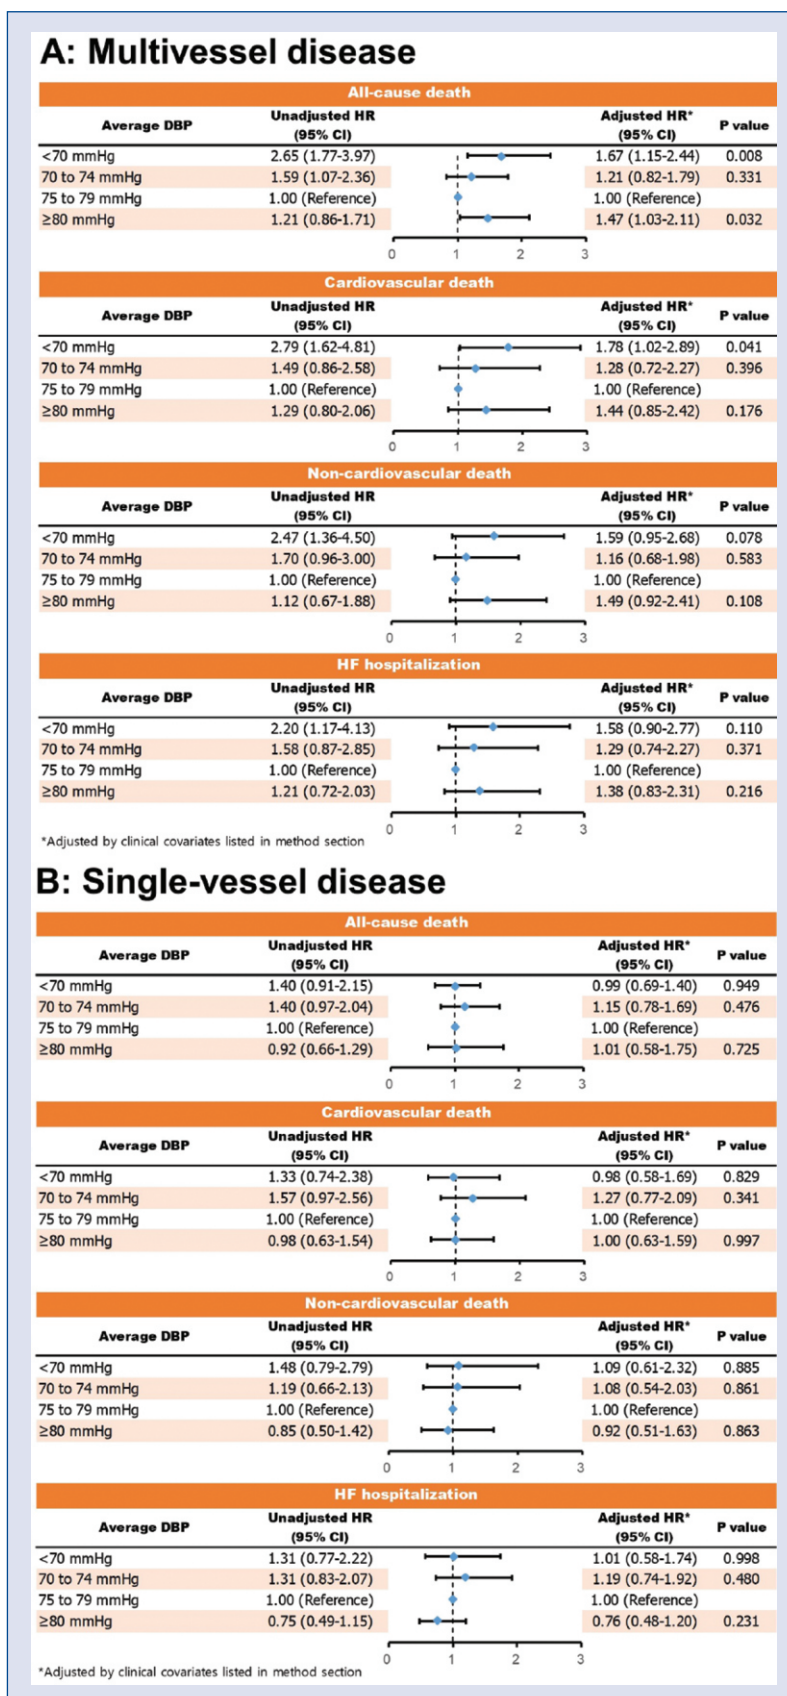 A: Multivessel disease
All-cause death
Average DBP Unadjusted HR (95% CI) Adjusted HR* (95% CI) P value
<70 mmHg 2.65 (1.77-3.97) 1.67 (1.15-2.44) 0.008
70 to 74 mmHg 1.59 (1.07-2.36) 1.21 (0.82-1.79) 0.331
75 to 79 mmHg 1.00 (Reference) 1.00 (Reference)
≥80 mmHg 1.21 (0.86-1.71) 1.47 (1.03-2.11) 0.032
0 1 2 3
Cardiovascular death
Average DBP Unadjusted HR (95% CI) Adjusted HR* (95% CI) P value
<70 mmHg 2.79 (1.62-4.81) 1.78 (1.02-2.89) 0.041
70 to 74 mmHg 1.49 (0.86-2.58) 1.28 (0.72-2.27) 0.396
75 to 79 mmHg 1.00 (Reference) 1.00 (Reference)
≥80 mmHg 1.29 (0.80-2.06) 1.44 (0.85-2.42) 0.176
0 1 2 3
Non-cardiovascular death
Average DBP Unadjusted HR (95% CI) Adjusted HR* (95% CI) P value
<70 mmHg 2.47 (1.36-4.50) 1.59 (0.95-2.68) 0.078
70 to 74 mmHg 1.70 (0.96-3.00) 1.16 (0.68-1.98) 0.583
75 to 79 mmHg 1.00 (Reference) 1.00 (Reference)
≥80 mmHg 1.12 (0.67-1.88) 1.49 (0.92-2.41) 0.108
0 1 2 3
HF hospitalization
Average DBP Unadjusted HR (95% CI) Adjusted HR* (95% CI) P value
<70 mmHg 2.20 (1.17-4.13) 1.58 (0.90-2.77) 0.110
70 to 74 mmHg 1.58 (0.87-2.85) 1.29 (0.74-2.27) 0.371
75 to 79 mmHg 1.00 (Reference) 1.00 (Reference)
≥80 mmHg 1.21 (0.72-2.03) 1.38 (0.83-2.31) 0.216
0 1 2 3
*Adjusted by clinical covariates listed in method section
B: Single-vessel disease
All-cause death
Average DBP Unadjusted HR (95% CI) Adjusted HR* (95% CI) P value
<70 mmHg 1.40 (0.91-2.15) 0.99 (0.69-1.40) 0.949
70 to 74 mmHg 1.40 (0.97-2.04) 1.15 (0.78-1.69) 0.476
75 to 79 mmHg 1.00 (Reference) 1.00 (Reference)
≥80 mmHg 0.92 (0.66-1.29) 1.01 (0.58-1.75) 0.725
0 1 2 3
Cardiovascular death
Average DBP Unadjusted HR (95% CI) Adjusted HR* (95% CI) P value
<70 mmHg 1.33 (0.74-2.38) 0.98 (0.58-1.69) 0.829
70 to 74 mmHg 1.57 (0.97-2.56) 1.27 (0.77-2.09) 0.341
75 to 79 mmHg 1.00 (Reference) 1.00 (Reference)
≥80 mmHg 0.98 (0.63-1.54) 1.00 (0.63-1.59) 0.997
0 1 2 3
Non-cardiovascular death
Average DBP Unadjusted HR (95% CI) Adjusted HR* (95% CI) P value
<70 mmHg 1.48 (0.79-2.79) 1.09 (0.61-2.32) 0.885
70 to 74 mmHg 1.19 (0.66-2.13) 1.08 (0.54-2.03) 0.861
75 to 79 mmHg 1.00 (Reference) 1.00 (Reference)
≥80 mmHg 0.85 (0.50-1.42) 0.92 (0.51-1.63) 0.863
0 1 2 3
HF hospitalization
Average DBP Unadjusted HR (95% CI) Adjusted HR* (95% CI) P value
<70 mmHg 1.31 (0.77-2.22) 1.01 (0.58-1.74) 0.998
70 to 74 mmHg 1.31 (0.83-2.07) 1.19 (0.74-1.92) 0.480
75 to 79 mmHg 1.00 (Reference) 1.00 (Reference)
≥80 mmHg 0.75 (0.49-1.15) 0.76 (0.48-1.20) 0.231
0 1 2 3
*Adjusted by clinical covariates listed in method section